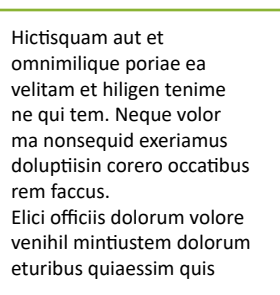 Hictisquam aut et
omnimilique poriae ea
velitam et hiligen tenime
ne qui tem. Neque volor
ma nonsequid exeriamus
doluptiisin corero occatibus
rem faccus.
Elici officiis dolorum volore
venihil mintiustem dolorum
eturibus quiaessim quis